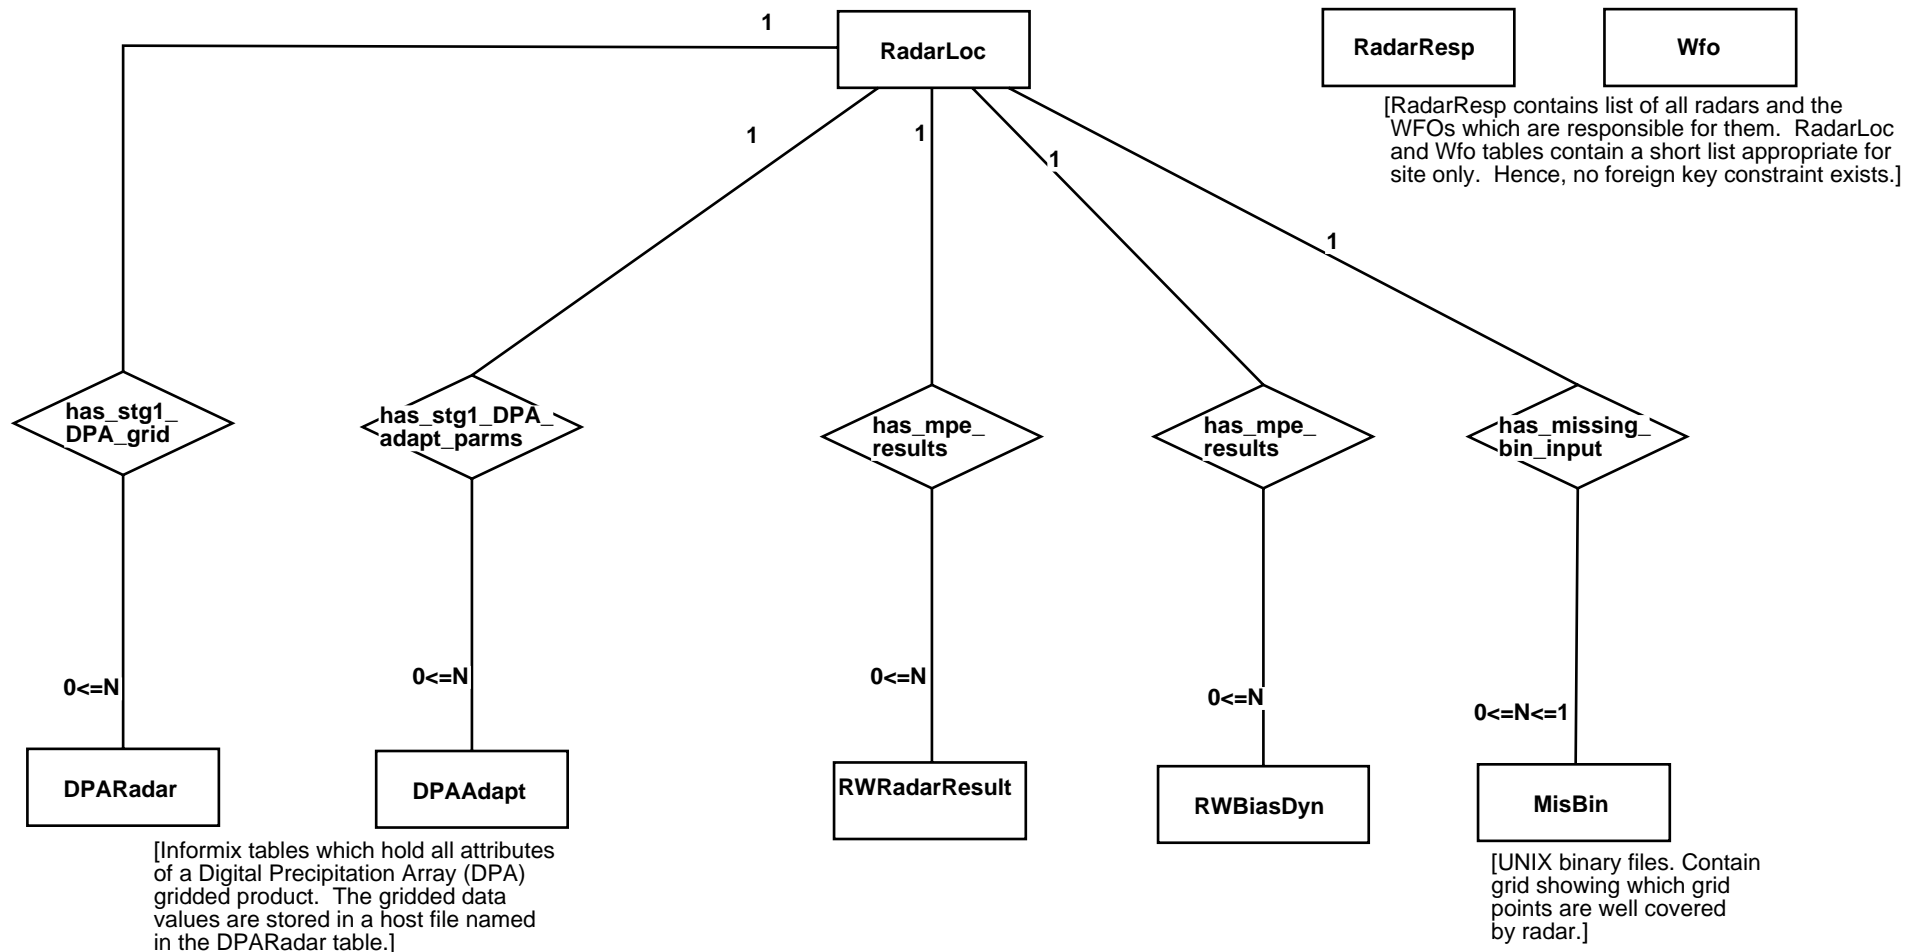 1
RadarLoc
RadarResp
Wfo
[RadarResp contains list of all radars and the
WFOs which are responsible for them.  RadarLoc
and Wfo tables contain a short list appropriate for
site only.  Hence, no foreign key constraint exists.]
1
1
1
1
has_stg1_
DPA_grid
has_stg1_DPA_
adapt_parms
has_mpe_
results
has_mpe_
results
has_missing_
bin_input
0<=N
0<=N
0<=N
0<=N
0<=N<=1
DPARadar
DPAAdapt
RWRadarResult
RWBiasDyn
MisBin
[Informix tables which hold all attributes
of a Digital Precipitation Array (DPA)
gridded product.  The gridded data
values are stored in a host file named
in the DPARadar table.]
[UNIX binary files. Contain
grid showing which grid
points are well covered
by radar.]